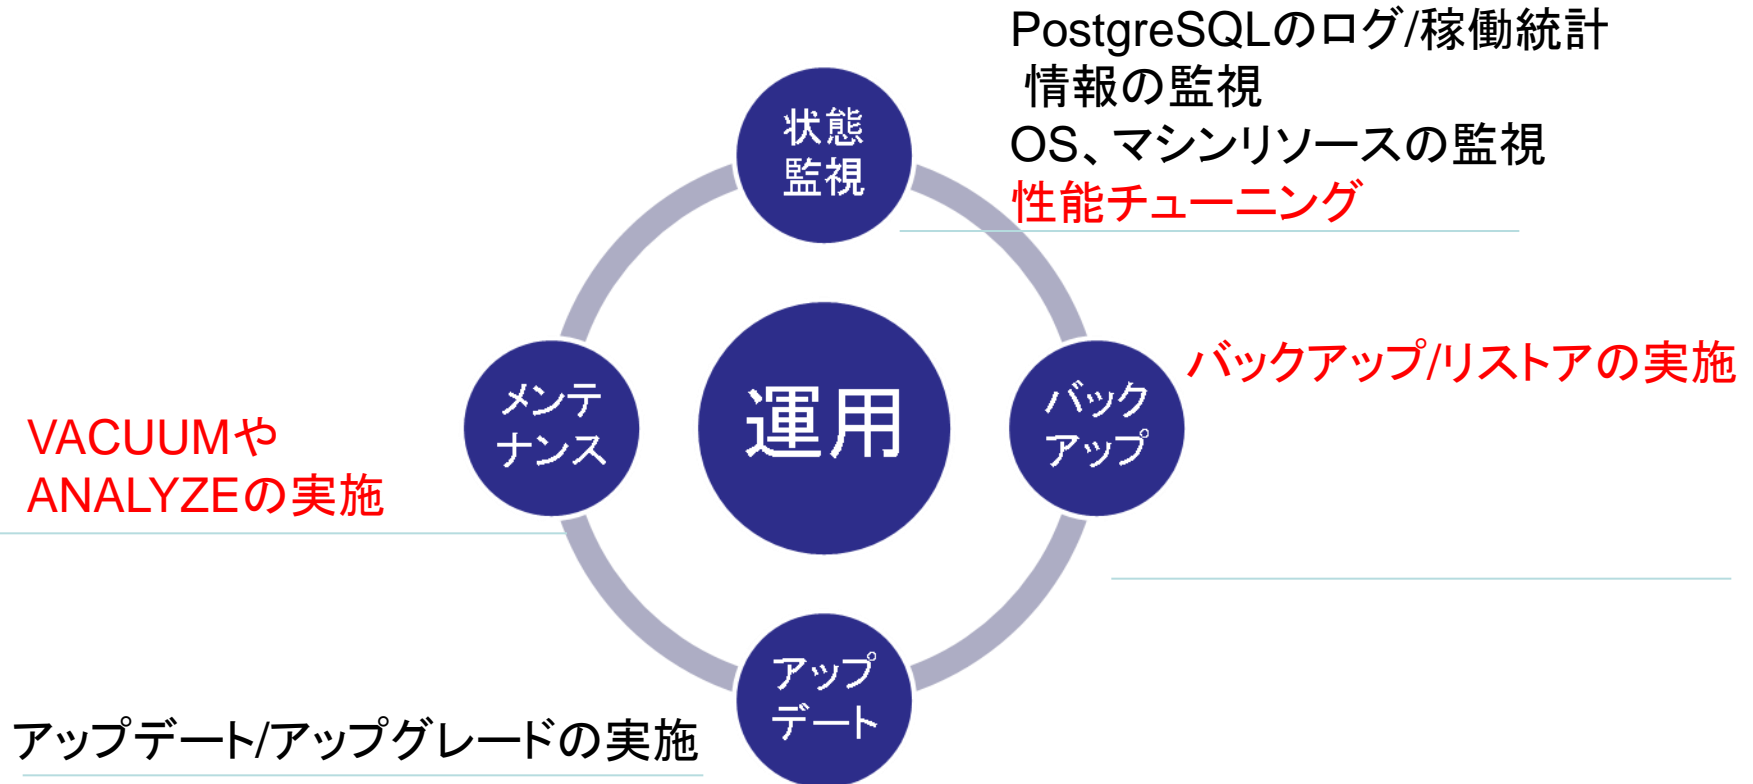 PostgreSQLのログ/稼働統計
情報の監視
OS、マシンリソースの監視
性能チューニング
状態
監視
バックアップ/リストアの実施
メンテ
ナンス
運用
バック
アップ
VACUUMや
ANALYZEの実施
アップ
デート
アップデート/アップグレードの実施